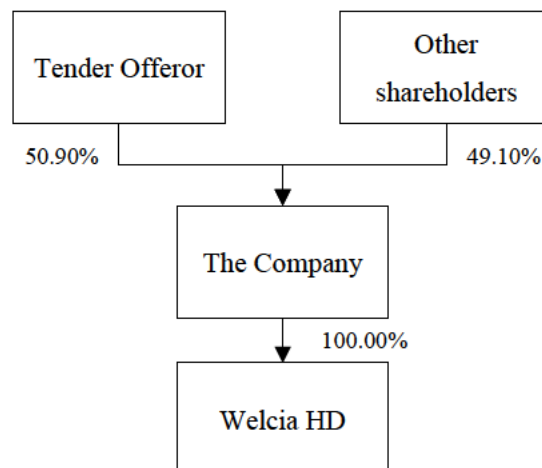 Tender Offeror
Other
shareholders
50.90%
49.10%
The Company
100.00%
Welcia HD